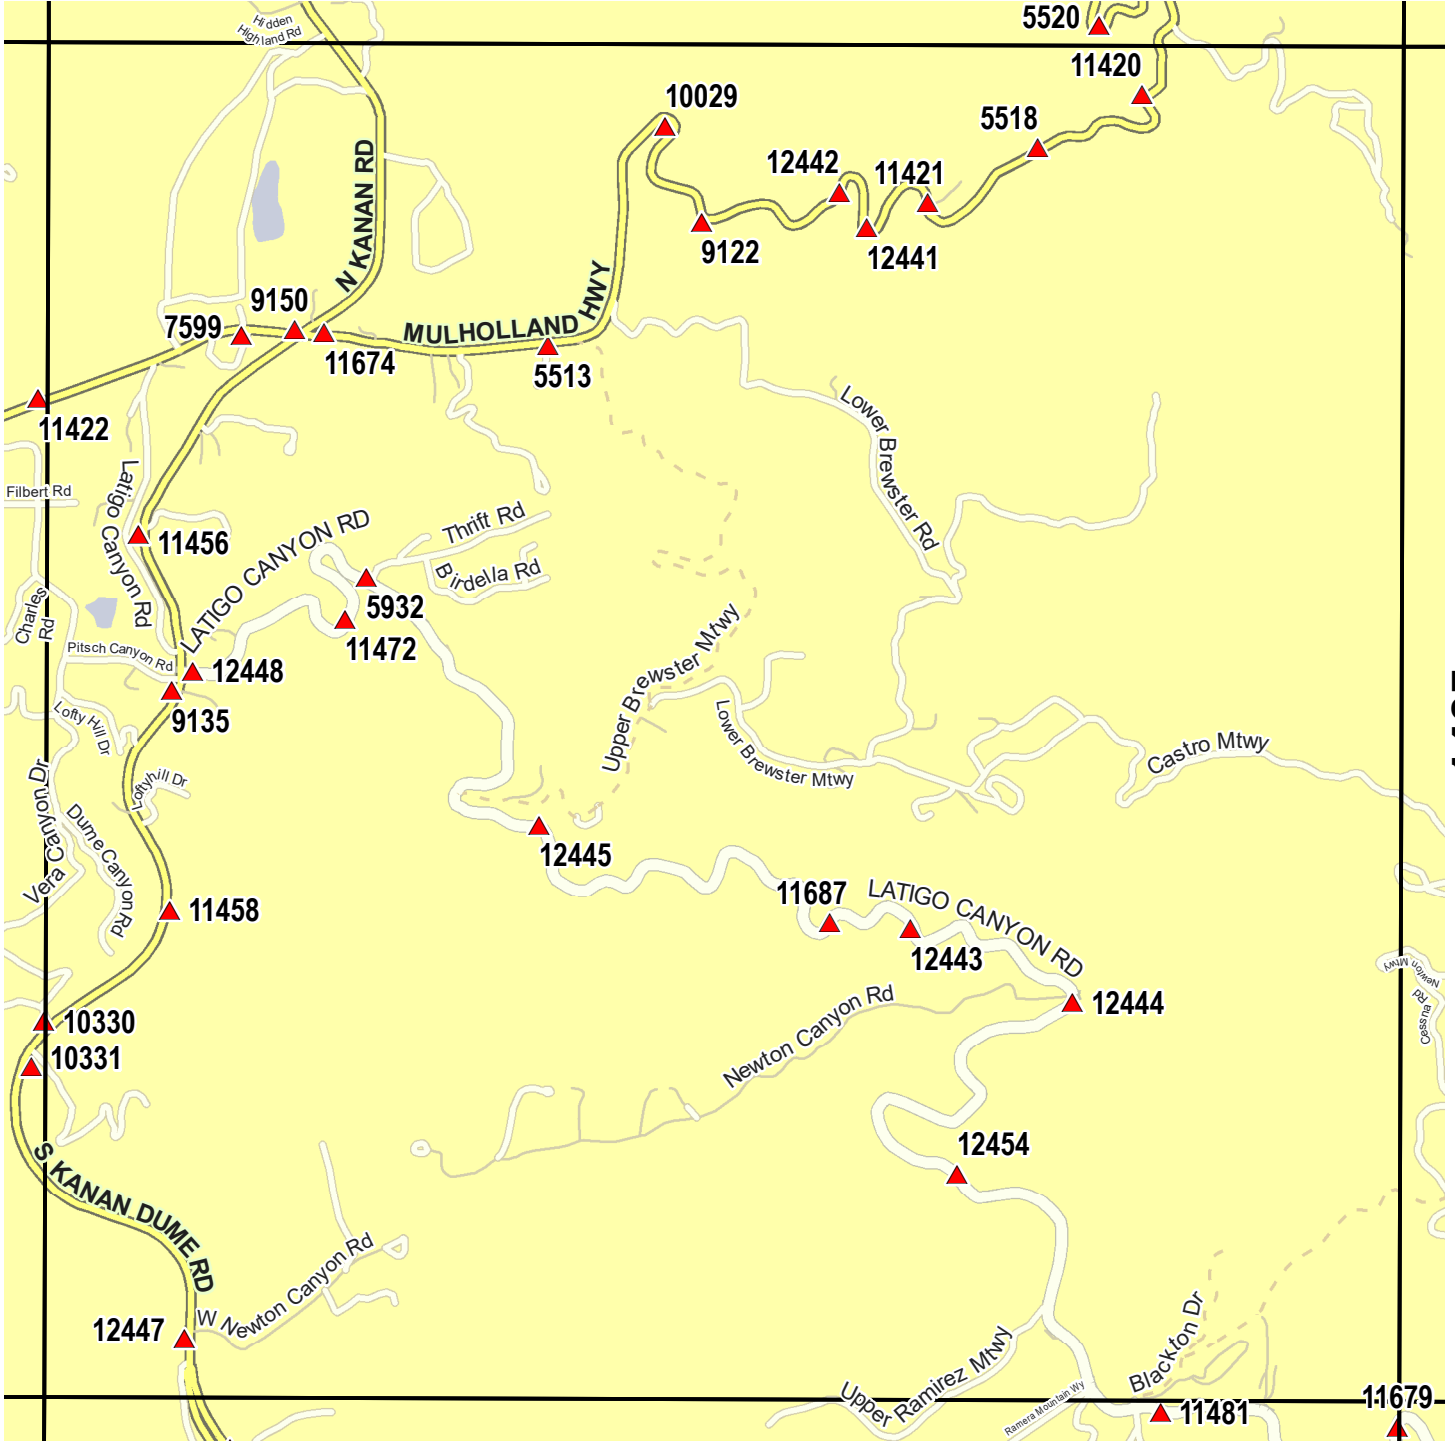 5520
Hidden
Highland Rd
11420
10029
5518
N KANAN RD
12442
11421
9122
12441
9150
7599
MULHOLLAND HWY
11674
5513
11422
Lower Brewster Rd
Filbert Rd
Latigo Canyon Rd
LATIGO CANYON RD
Thrift Rd
11456
Birdella Rd
Charles
Rd
5932
11472
Upper Brewster Mtwy
Pitsch Canyon Rd
12448
9135
Lofty Hill Dr
Lower Brewster Mtwy
Castro Mtwy
Loftyhill Dr
Vera Canyon Dr
Dume Canyon Rd
12445
11687
LATIGO CANYON RD
11458
12443
Newton Mtwy
Cessna Rd
Newton Canyon Rd
12444
10330
10331
12454
S KANAN DUME RD
W Newton Canyon Rd
12447
Upper Ramirez Mtwy
Blackton Dr
Ramera Mountain Wy
11481
11679